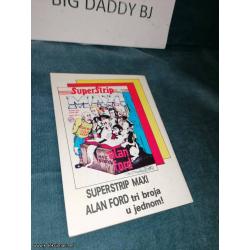 BIG DADDY BJ
SuperStrip
alan
ford
SUPERSTRIP MAXI
ALAN FORD tri broja
u jednom!